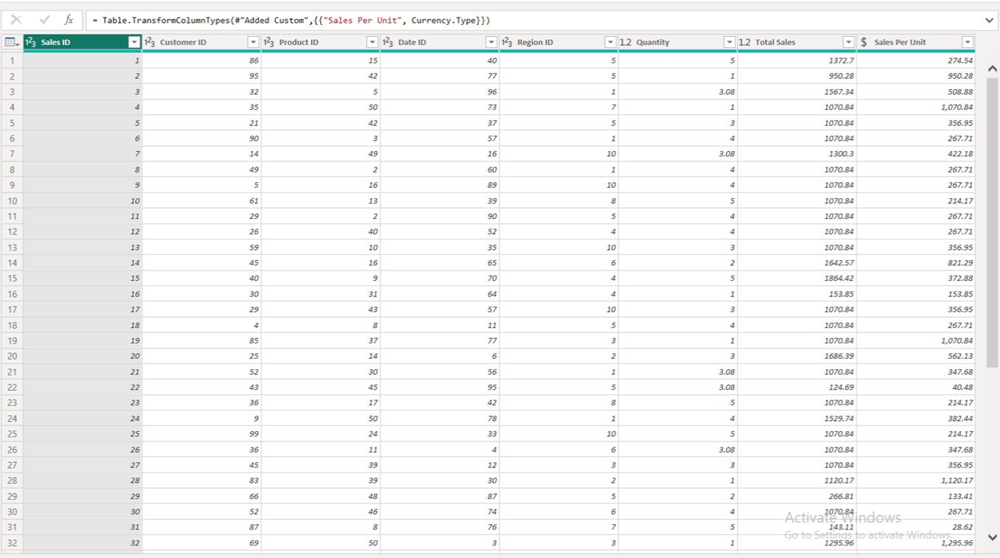 fx = Table.TransformColumnTypes(#"Added Custom",{{"Sales Per Unit", Currency.Type}})
1²3 Sales ID 1²3 Customer ID 1²3 Product ID 1²3 Date ID 1²3 Region ID 1.2 Quantity 1.2 Total Sales $ Sales Per Unit
1 1 86 15 40 5 5 1372.7 274.54
2 2 95 42 77 5 1 950.28 950.28
3 3 32 5 96 1 3.08 1567.34 508.88
4 4 35 50 73 7 1 1070.84 1,070.84
5 5 21 42 37 5 3 1070.84 356.95
6 6 90 3 57 1 4 1070.84 267.71
7 7 14 49 16 10 3.08 1300.3 422.18
8 8 49 2 60 1 4 1070.84 267.71
9 9 5 16 89 10 4 1070.84 267.71
10 10 61 13 39 8 5 1070.84 214.17
11 11 29 2 90 5 4 1070.84 267.71
12 12 26 40 52 4 4 1070.84 267.71
13 13 59 10 35 10 3 1070.84 356.95
14 14 45 16 65 6 2 1642.57 821.29
15 15 40 9 70 4 5 1864.42 372.88
16 16 30 31 64 4 1 153.85 153.85
17 17 29 43 57 10 3 1070.84 356.95
18 18 4 8 11 5 4 1070.84 267.71
19 19 85 37 77 3 1 1070.84 1,070.84
20 20 25 14 6 2 3 1686.39 562.13
21 21 52 30 56 1 3.08 1070.84 347.68
22 22 43 45 95 5 3.08 124.69 40.48
23 23 36 17 42 8 5 1070.84 214.17
24 24 9 50 78 1 4 1529.74 382.44
25 25 99 24 33 10 5 1070.84 214.17
26 26 36 11 4 6 3.08 1070.84 347.68
27 27 45 39 12 3 3 1070.84 356.95
28 28 83 39 30 2 1 1120.17 1,120.17
29 29 66 48 87 5 2 266.81 133.41
30 30 52 46 74 6 4 1070.84 267.71
Activate Windows
31 31 87 8 76 7 5 143.11 28.62
Go to Settings to activate Windows.
32 32 69 50 3 3 1 1295.96 1,295.96